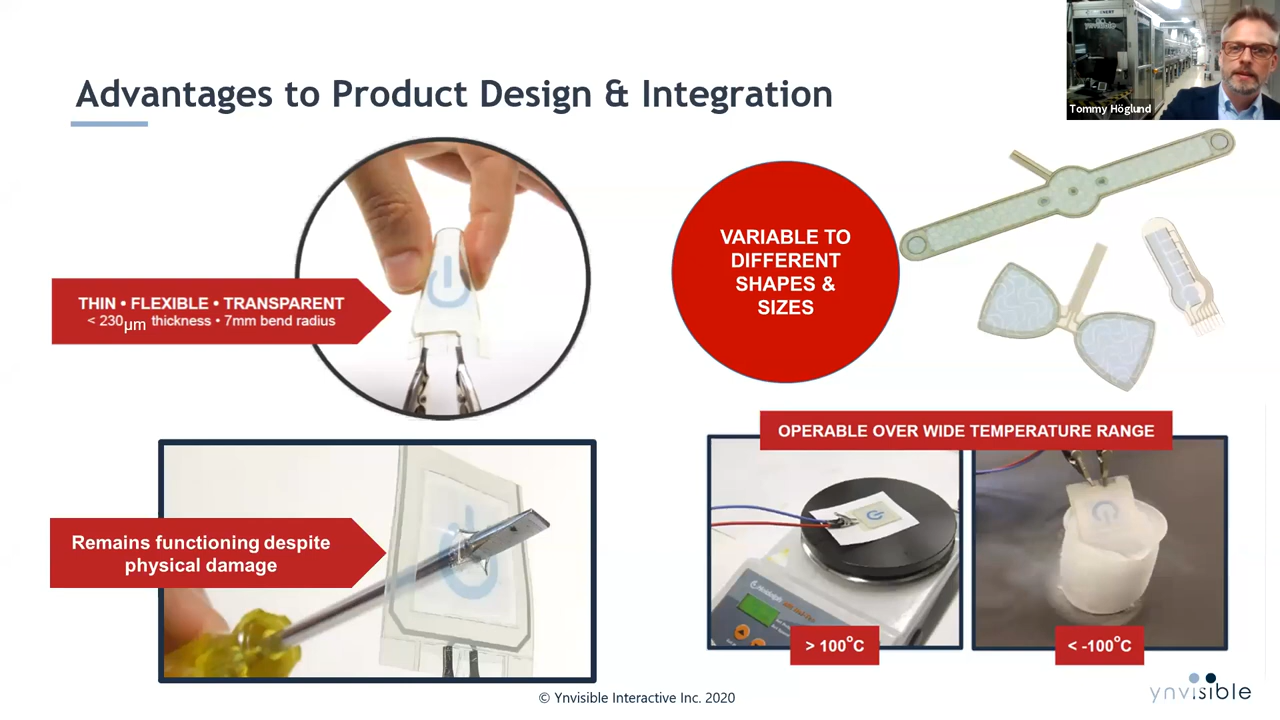 Tommy Höglund
Advantages to Product Design & Integration
THIN • FLEXIBLE • TRANSPARENT
< 230µm thickness • 7mm bend radius
VARIABLE TO
DIFFERENT
SHAPES &
SIZES
Remains functioning despite
physical damage
OPERABLE OVER WIDE TEMPERATURE RANGE
> 100°C
< -100°C
© Ynvisible Interactive Inc. 2020
ynvisible